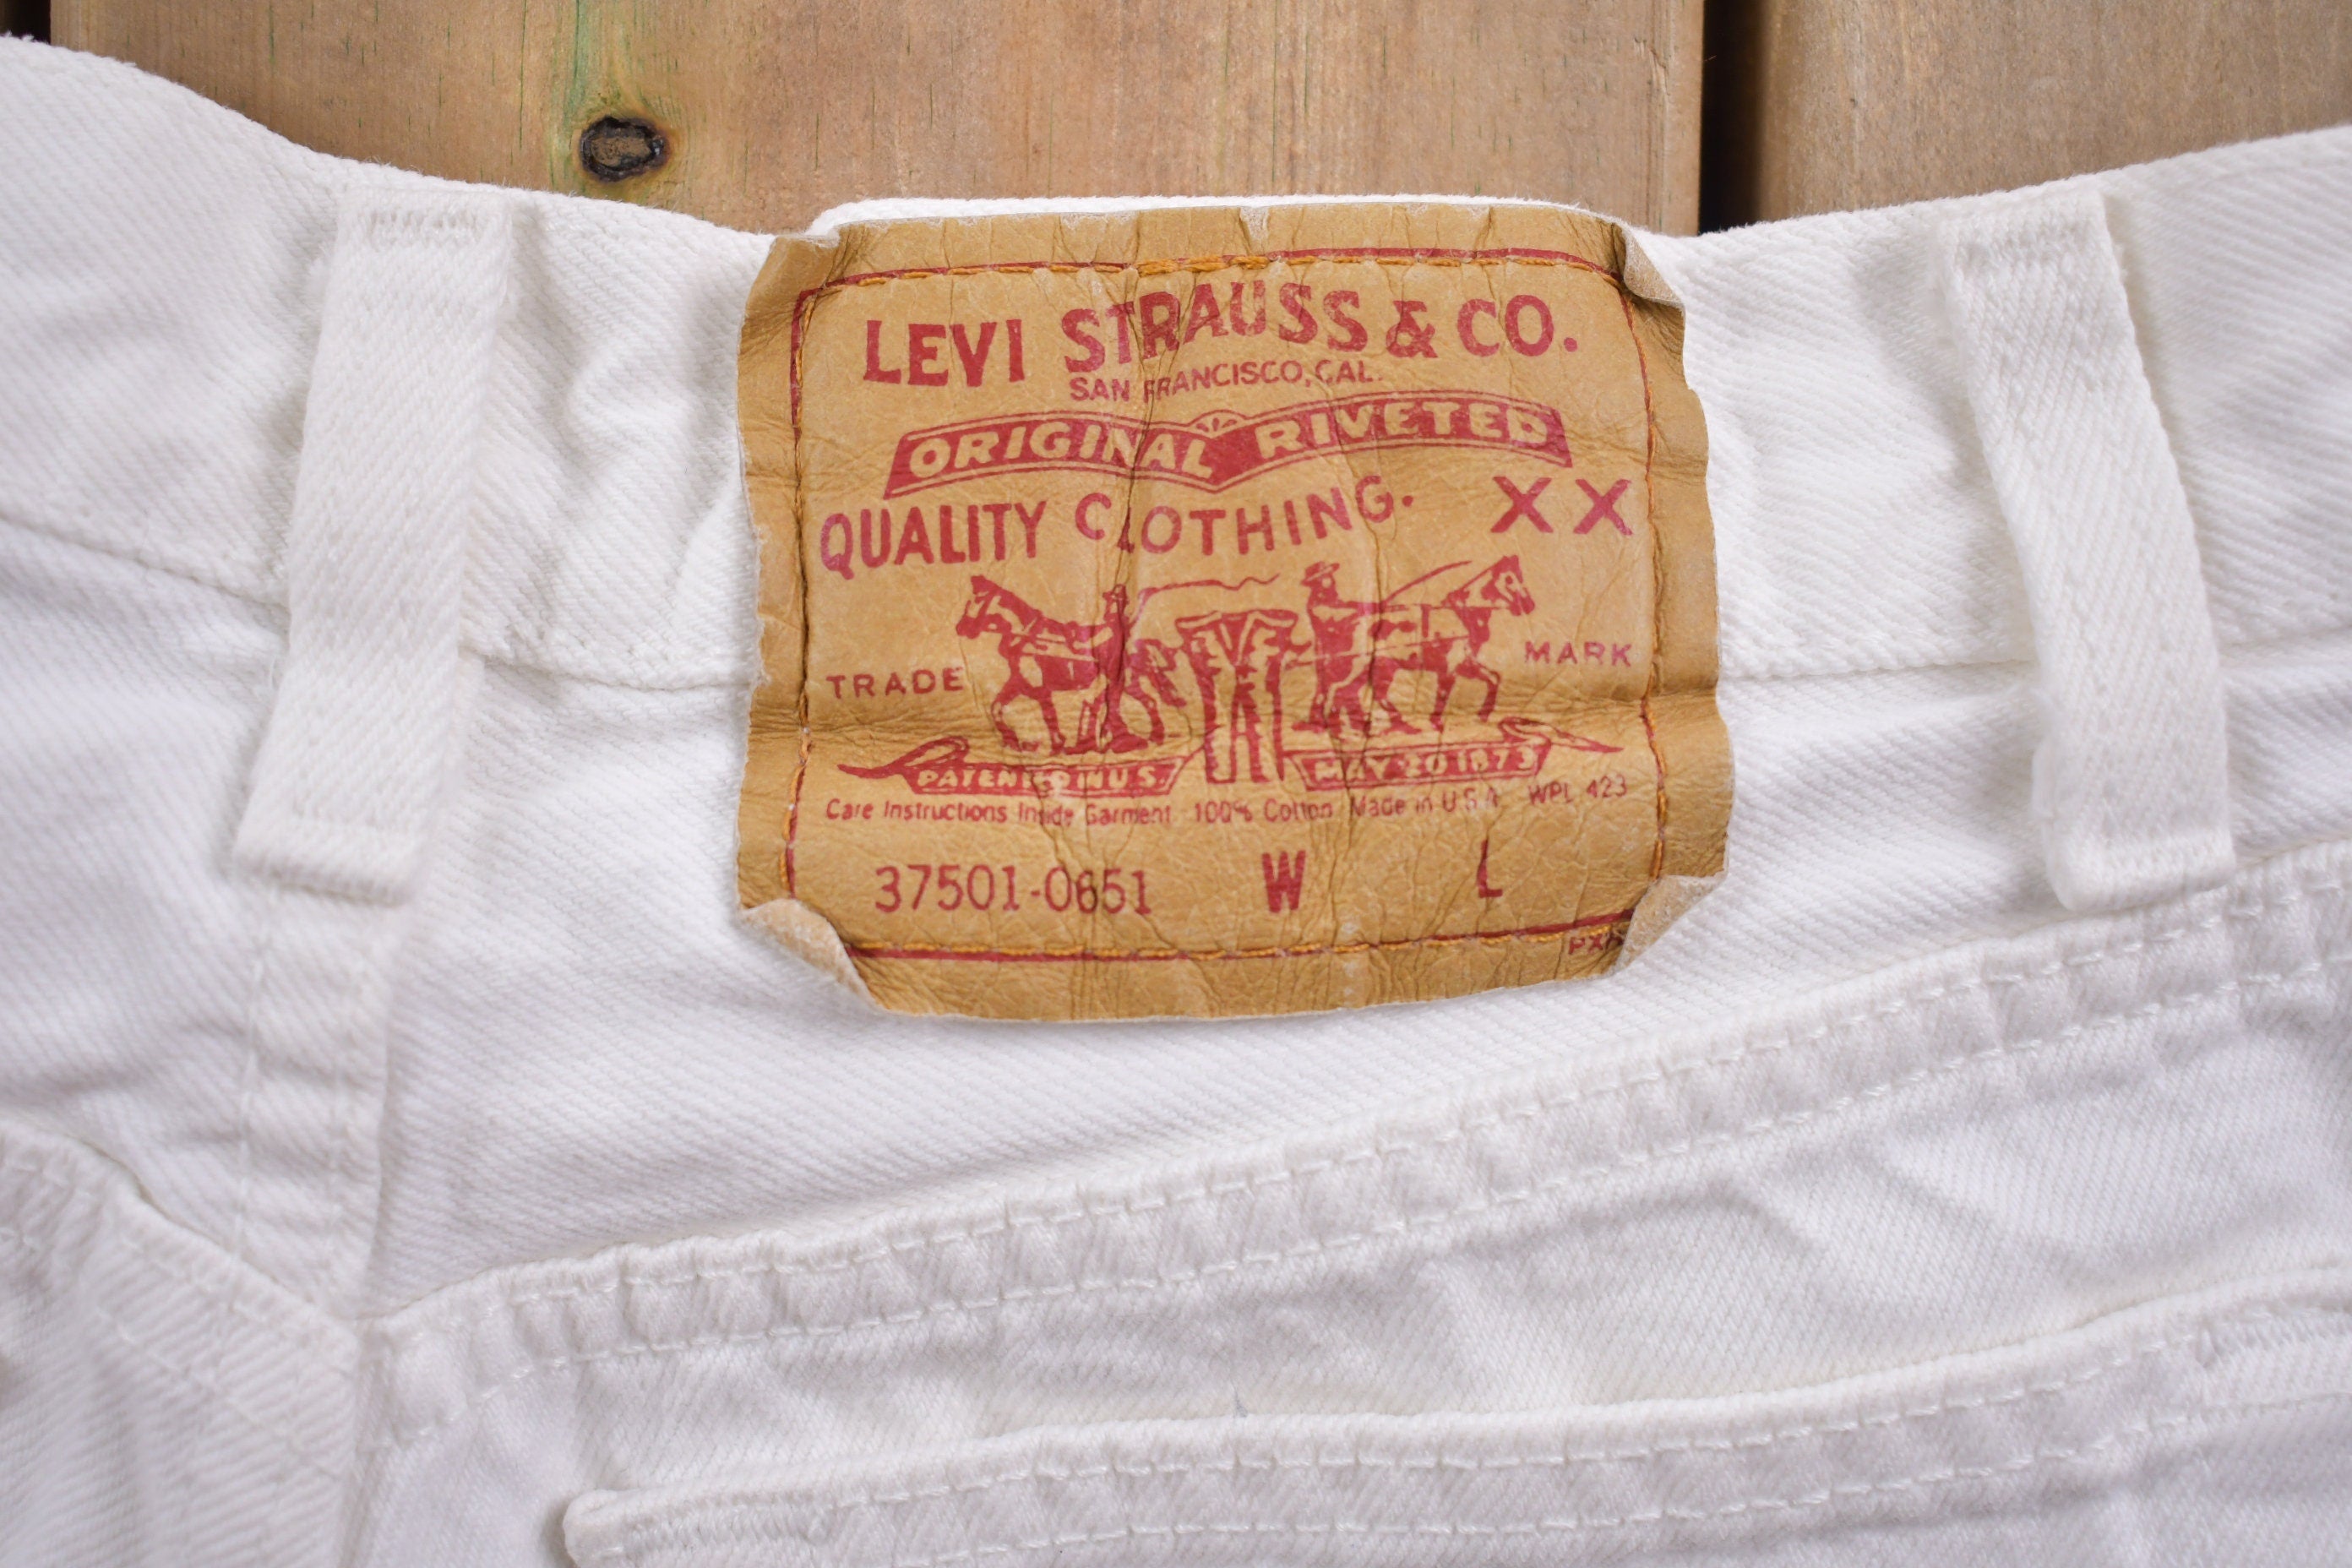 LEVI STRAUSS & CO.
SAN FRANCISCO, CAL.
ORIGINAL RIVETED
QUALITY CLOTHING. XX
TRADE MARK
PATENTED IN U.S. MAY 20 1873
Care Instructions Inside Garment 100% Cotton Made in U.S.A. WPL 423
37501-0651 W L